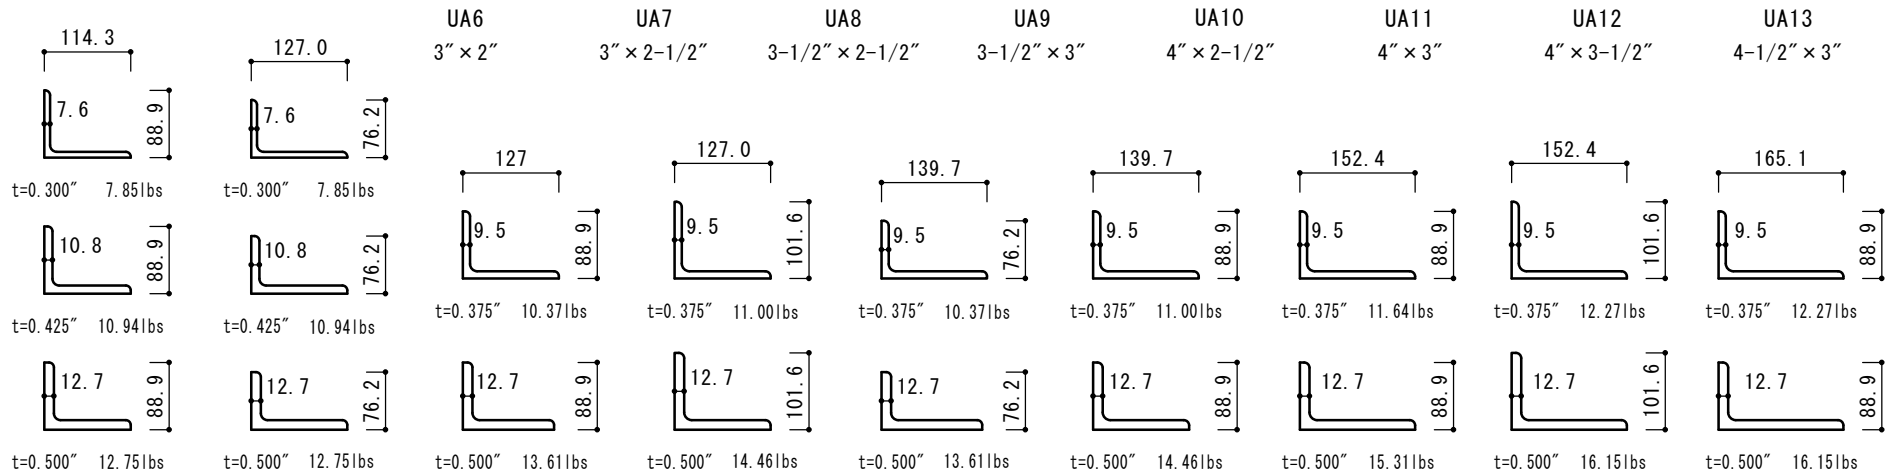 UA6 UA7 UA8 UA9 UA10 UA11 UA12 UA13
3″×2″ 3″×2-1/2″ 3-1/2″×2-1/2″ 3-1/2″×3″ 4″×2-1/2″ 4″×3″ 4″×3-1/2″ 4-1/2″×3″
114.3 127.0
7.6 88.9 7.6 76.2
127 127.0 139.7 139.7 152.4 152.4 165.1
t=0.300″ 7.85lbs t=0.300″ 7.85lbs
10.8 88.9 10.8 76.2 9.5 88.9 9.5 101.6 9.5 76.2 9.5 88.9 9.5 88.9 9.5 101.6 9.5 88.9
t=0.425″ 10.94lbs t=0.425″ 10.94lbs t=0.375″ 10.37lbs t=0.375″ 11.00lbs t=0.375″ 10.37lbs t=0.375″ 11.00lbs t=0.375″ 11.64lbs t=0.375″ 12.27lbs t=0.375″ 12.27lbs
12.7 88.9 12.7 76.2 12.7 88.9 12.7 101.6 12.7 76.2 12.7 88.9 12.7 88.9 12.7 101.6 12.7 88.9
t=0.500″ 12.75lbs t=0.500″ 12.75lbs t=0.500″ 13.61lbs t=0.500″ 14.46lbs t=0.500″ 13.61lbs t=0.500″ 14.46lbs t=0.500″ 15.31lbs t=0.500″ 16.15lbs t=0.500″ 16.15lbs